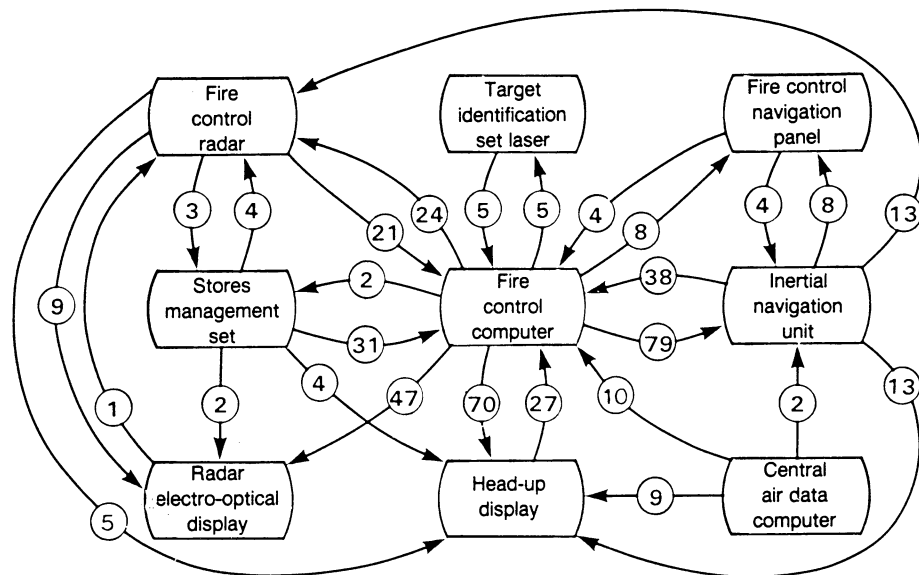 Fire
control
radar
Target
identification
set laser
Fire control
navigation
panel
3
4
21
24
5
5
4
8
4
8
13
9
Stores
management
set
2
31
Fire
control
computer
38
79
Inertial
navigation
unit
1
2
4
47
70
27
10
2
13
Radar
electro-optical
display
Head-up
display
9
Central
air data
computer
5